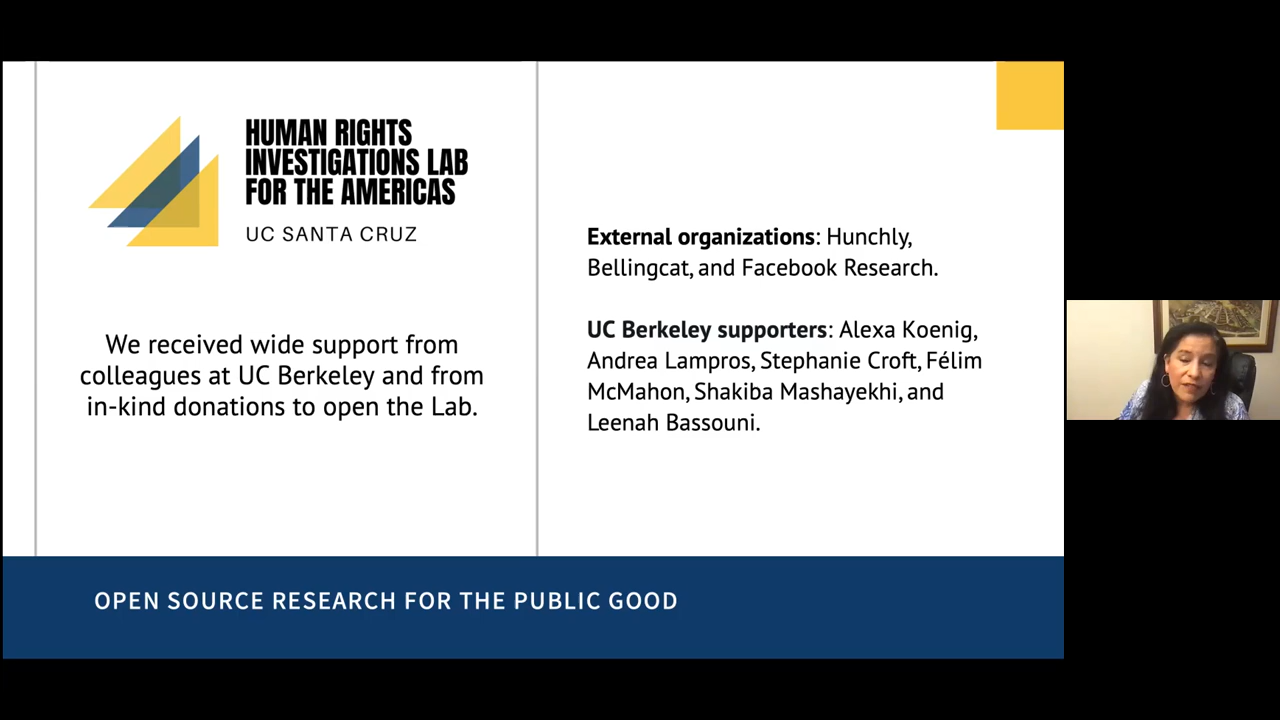 HUMAN RIGHTS
INVESTIGATIONS LAB
FOR THE AMERICAS
UC SANTA CRUZ
We received wide support from
colleagues at UC Berkeley and from
in-kind donations to open the Lab.
External organizations: Hunchly,
Bellingcat, and Facebook Research.
UC Berkeley supporters: Alexa Koenig,
Andrea Lampros, Stephanie Croft, Félim
McMahon, Shakiba Mashayekhi, and
Leenah Bassouni.
OPEN SOURCE RESEARCH FOR THE PUBLIC GOOD